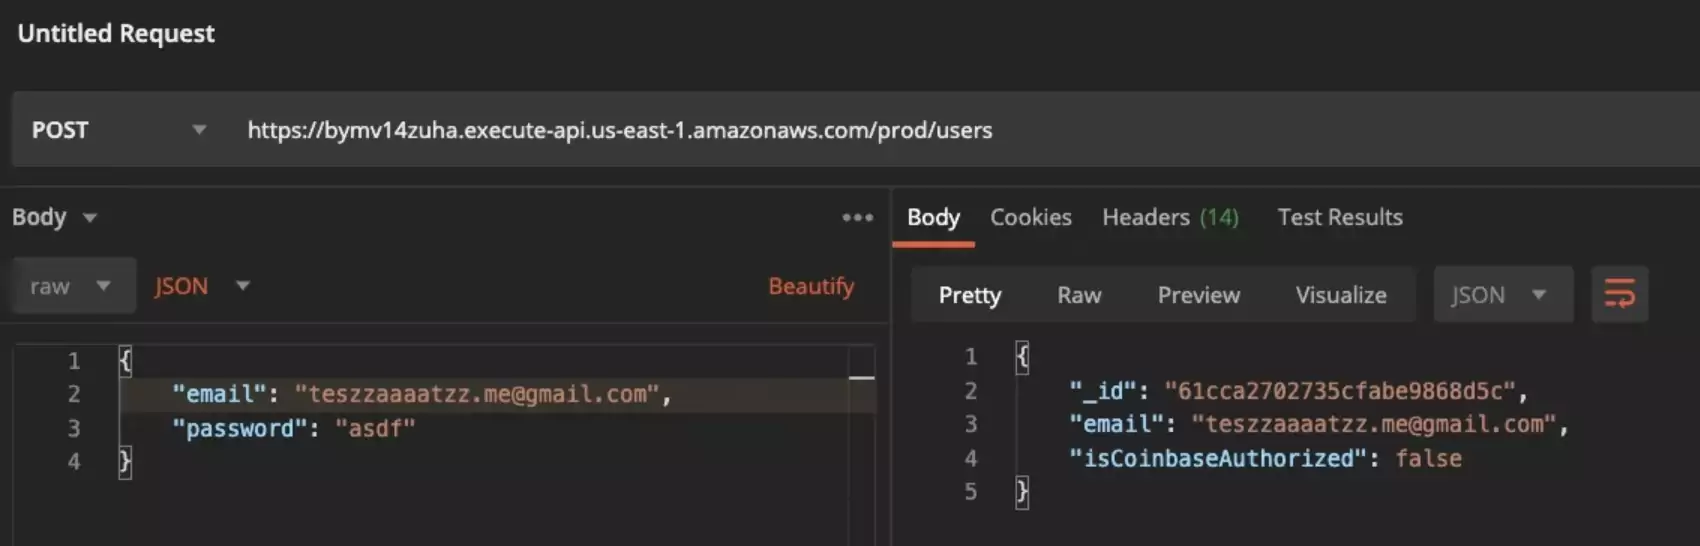 Untitled Request
POST https://bymv14zuha.execute-api.us-east-1.amazonaws.com/prod/users
Body
raw JSON Beautify
1 {
2 "email": "teszzaaaatzz.me@gmail.com",
3 "password": "asdf"
4 }
Body Cookies Headers (14) Test Results
Pretty Raw Preview Visualize JSON
1 {
2 "_id": "61cca2702735cfabe9868d5c",
3 "email": "teszzaaaatzz.me@gmail.com",
4 "isCoinbaseAuthorized": false
5 }